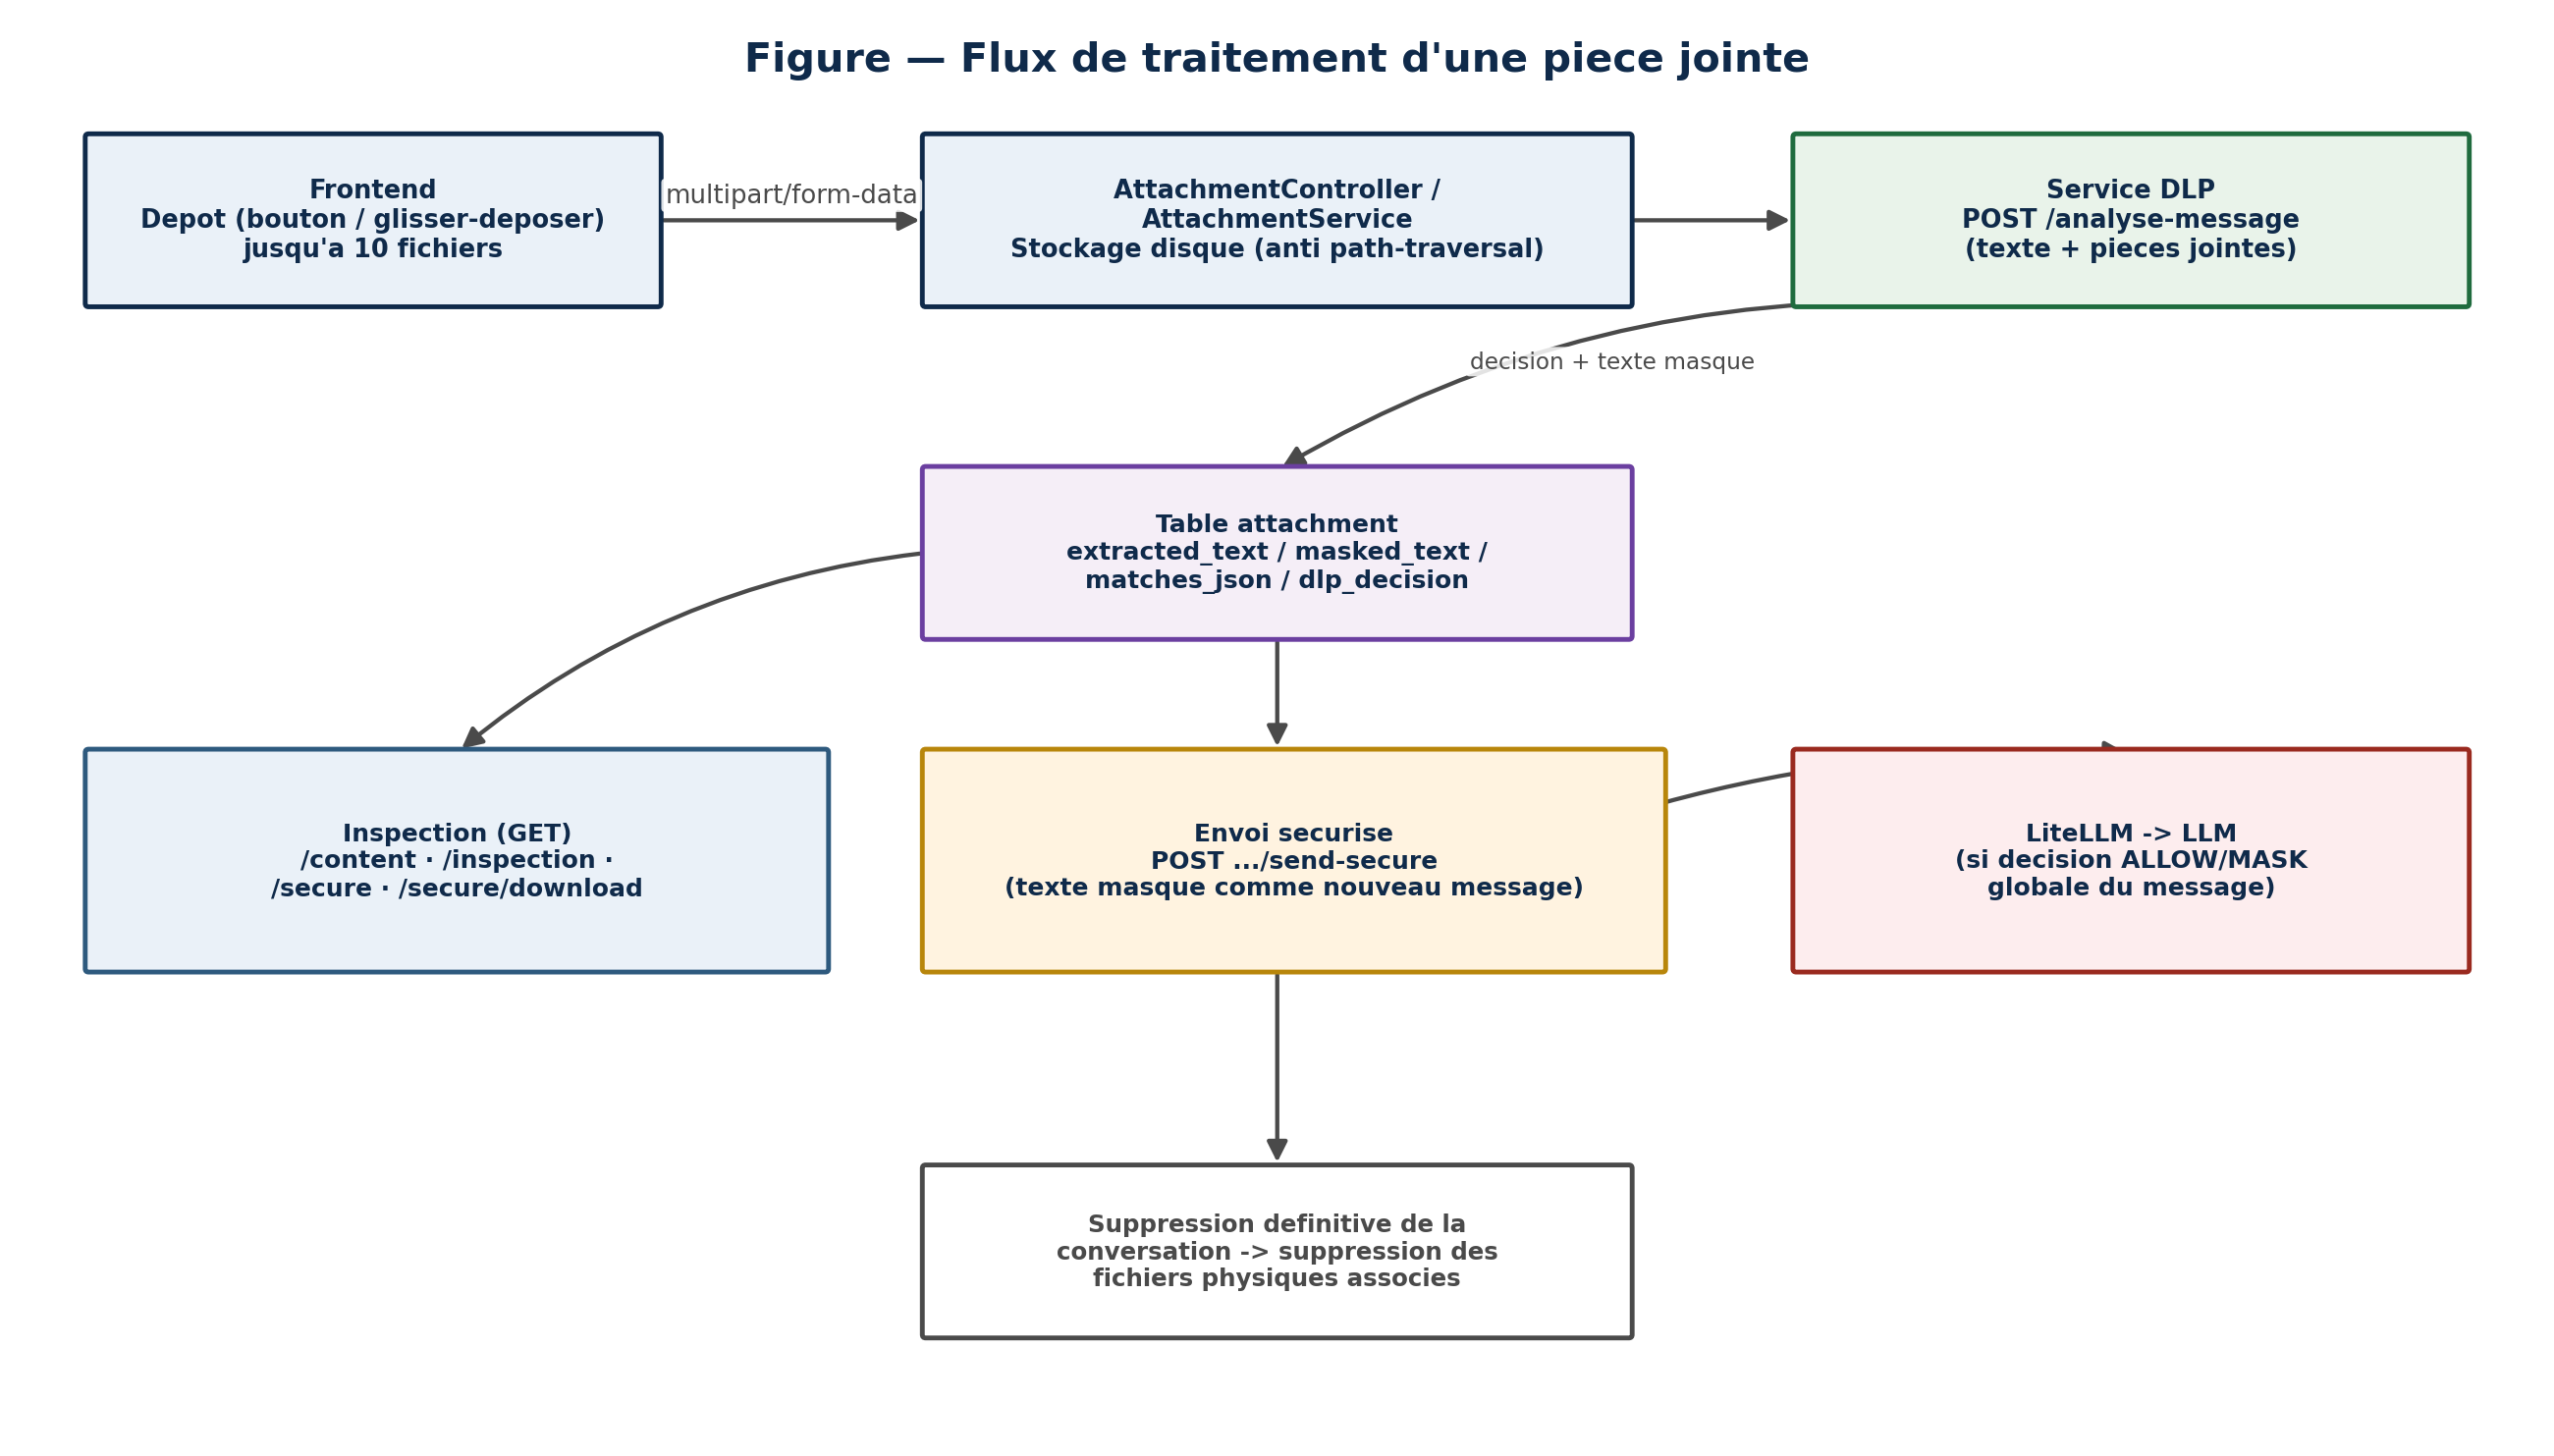 Figure — Flux de traitement d'une piece jointe
Frontend
Depot (bouton / glisser-deposer)
jusqu'a 10 fichiers
multipart/form-data
AttachmentController /
AttachmentService
Stockage disque (anti path-traversal)
Service DLP
POST /analyse-message
(texte + pieces jointes)
decision + texte masque
Table attachment
extracted_text / masked_text /
matches_json / dlp_decision
Inspection (GET)
/content · /inspection ·
/secure · /secure/download
Envoi securise
POST .../send-secure
(texte masque comme nouveau message)
LiteLLM -> LLM
(si decision ALLOW/MASK
globale du message)
Suppression definitive de la
conversation -> suppression des
fichiers physiques associes